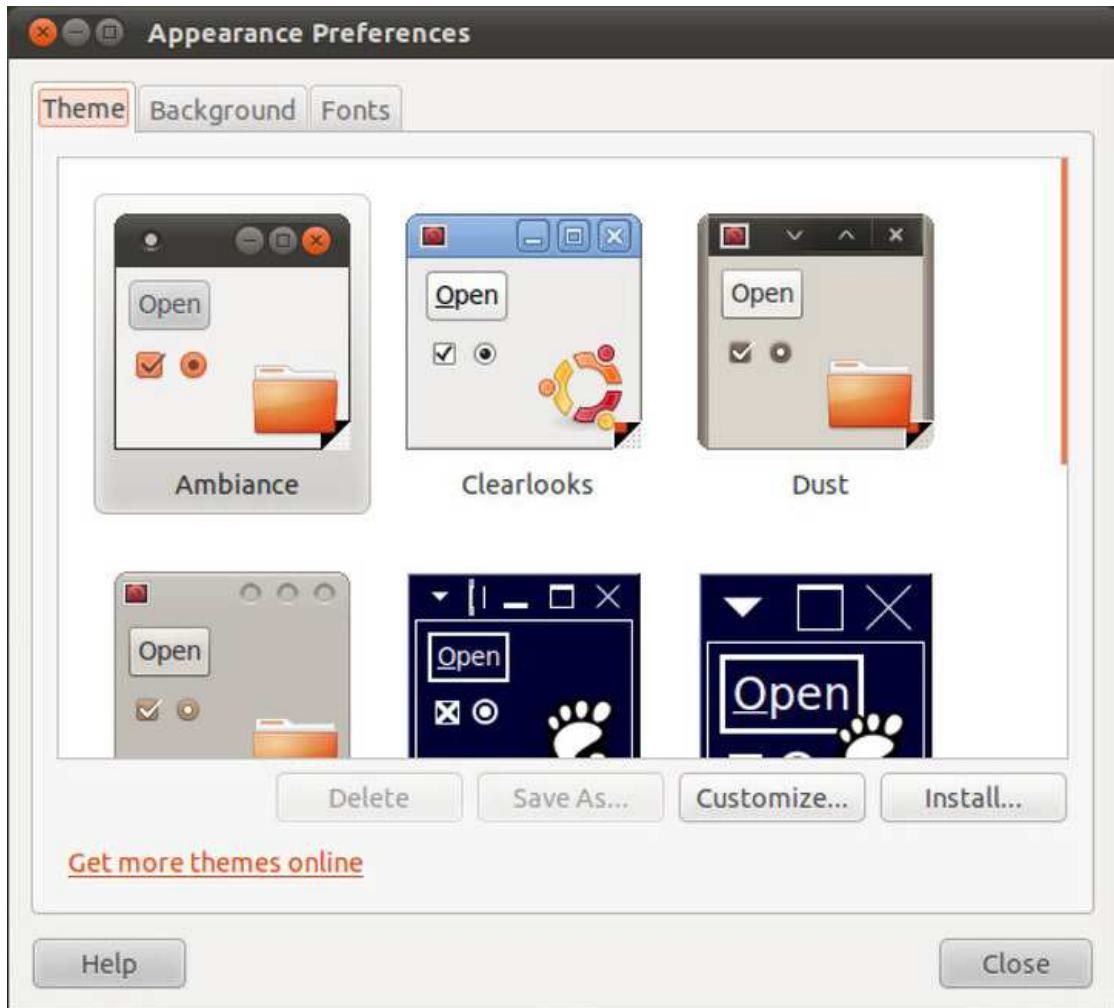 Appearance Preferences
Theme Background Fonts
Open Open Open
Ambiance Clearlooks Dust
Open Open Open
Delete Save As... Customize... Install...
Get more themes online
Help Close